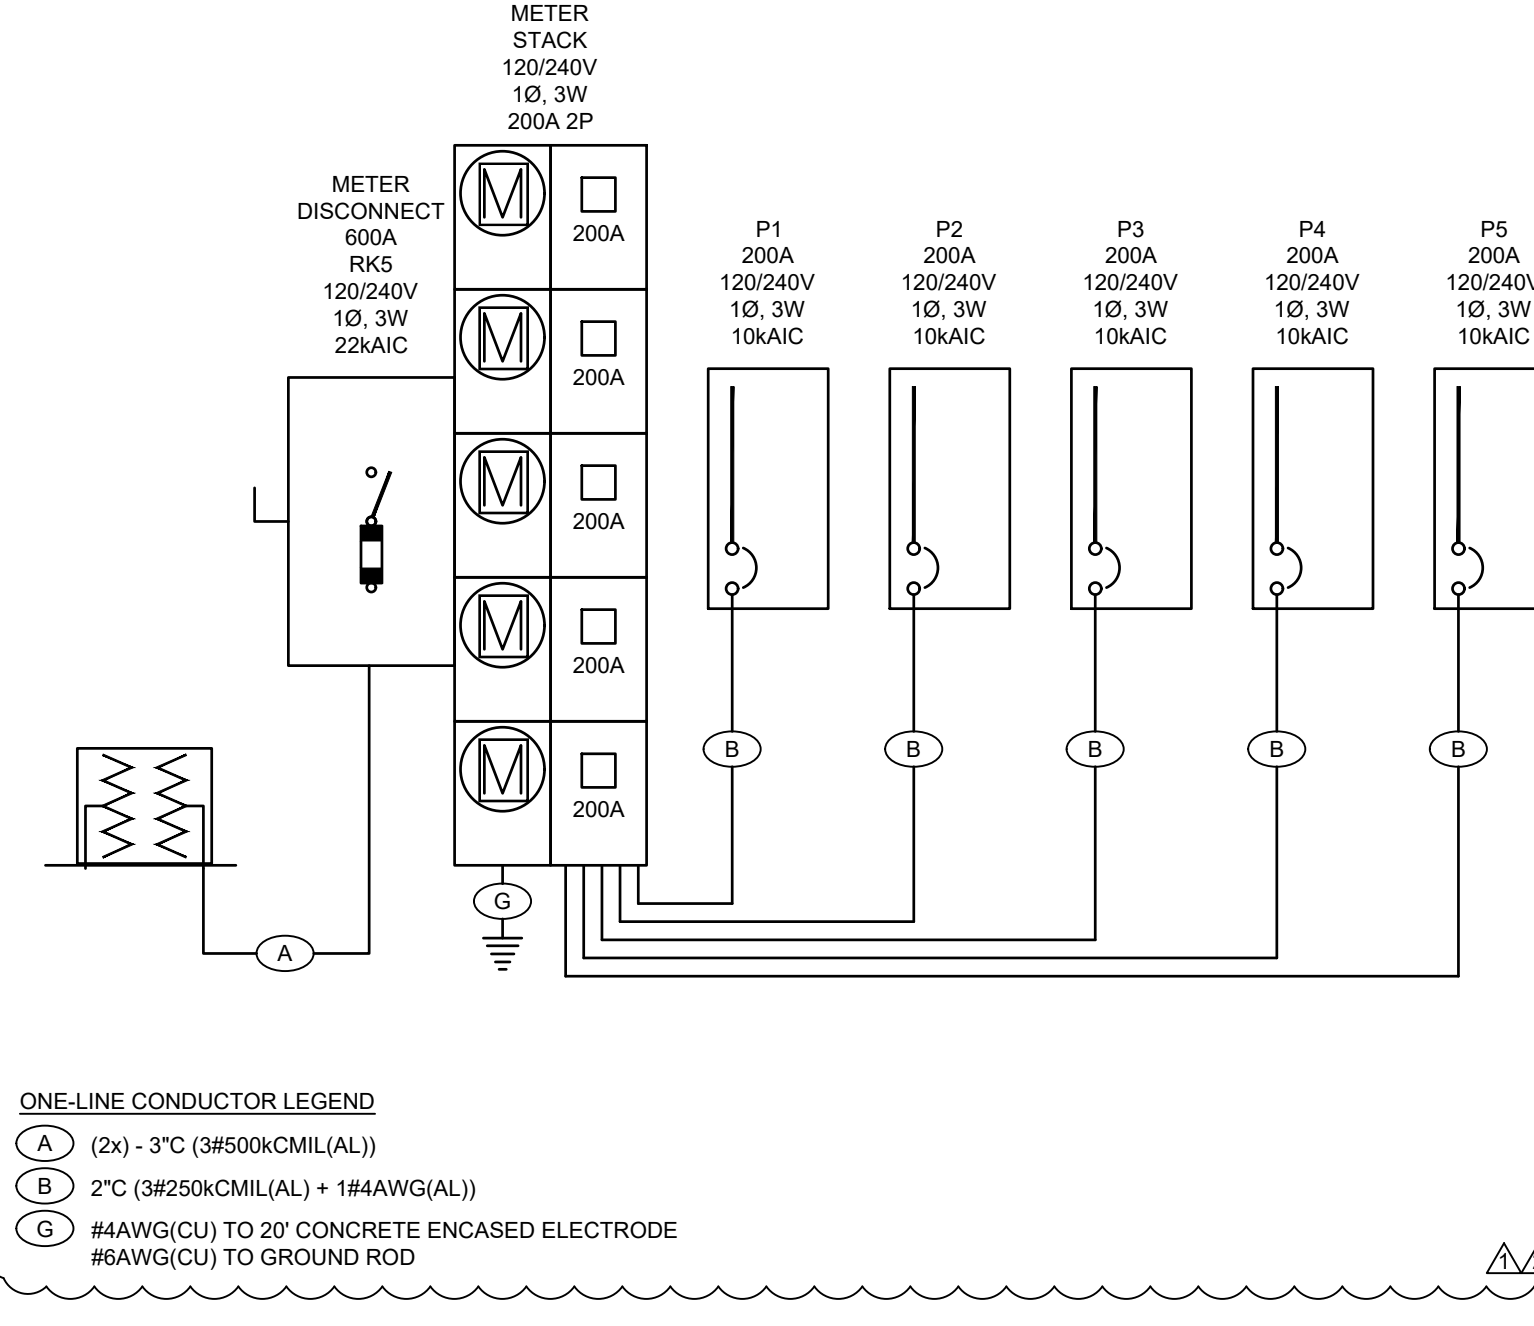 METER
STACK
120/240V
1Ø, 3W
200A 2P
METER
DISCONNECT
600A
RK5
120/240V
1Ø, 3W
22kAIC
M
200A
M
200A
M
200A
M
200A
M
200A
P1
200A
120/240V
1Ø, 3W
10kAIC
P2
200A
120/240V
1Ø, 3W
10kAIC
P3
200A
120/240V
1Ø, 3W
10kAIC
P4
200A
120/240V
1Ø, 3W
10kAIC
P5
200A
120/240V
1Ø, 3W
10kAIC
B
B
B
B
B
G
A
ONE-LINE CONDUCTOR LEGEND
A (2x) - 3"C (3#500kCMIL(AL))
B 2"C (3#250kCMIL(AL) + 1#4AWG(AL))
G #4AWG(CU) TO 20' CONCRETE ENCASED ELECTRODE
#6AWG(CU) TO GROUND ROD
1